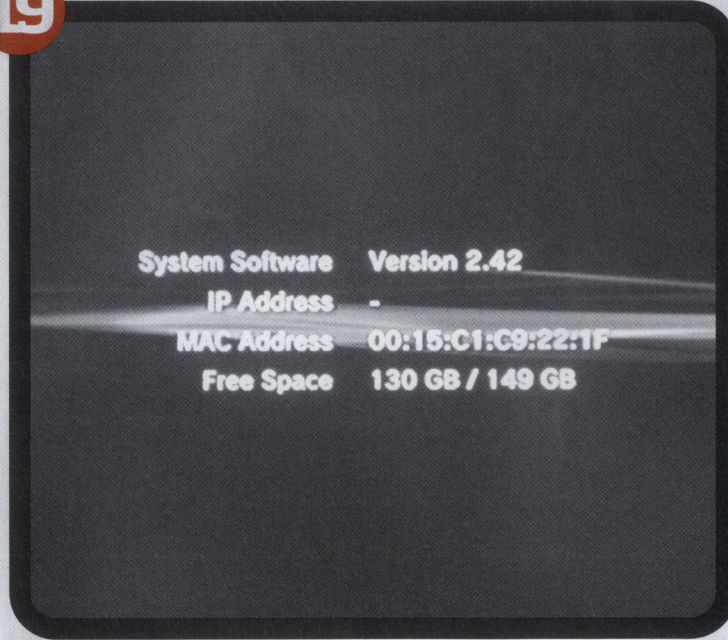 19
System Software Version 2.42
IP Address -
MAC Address 00:15:C1:C9:22:1F
Free Space 130 GB / 149 GB